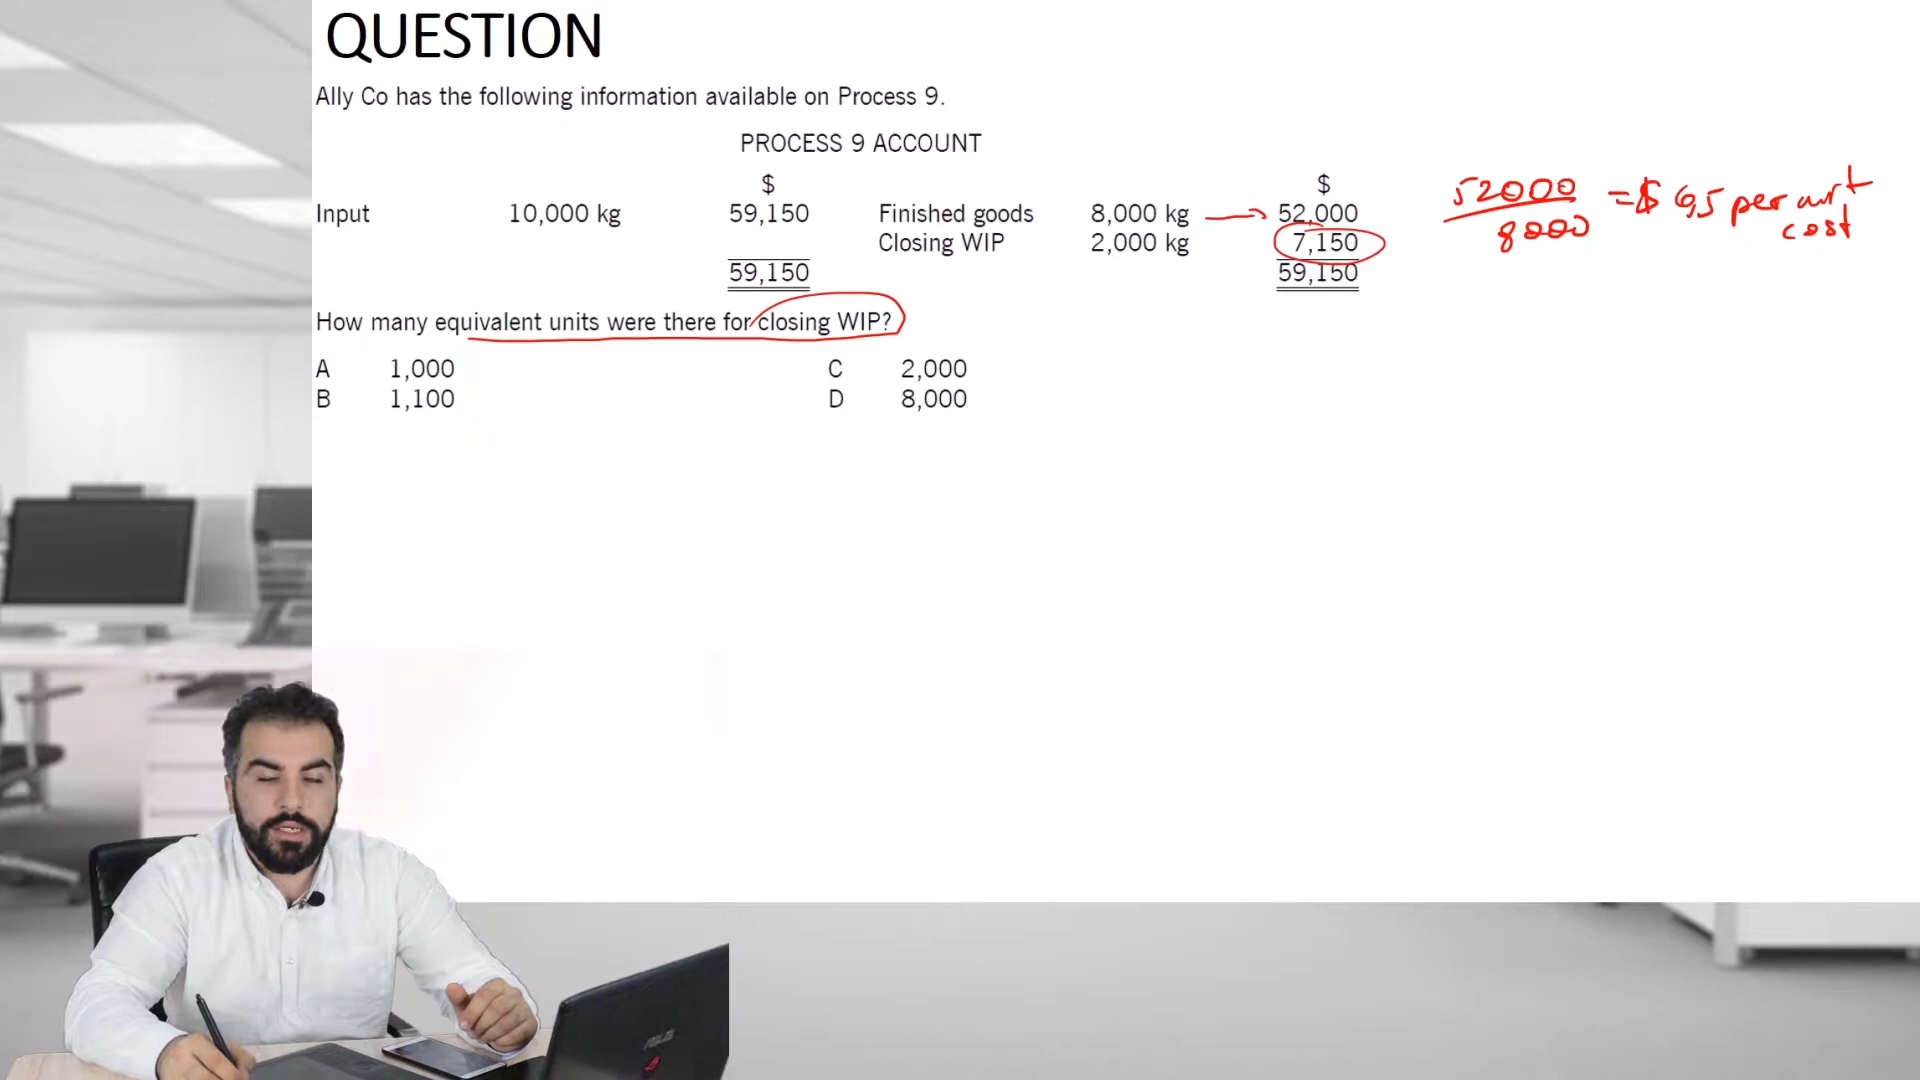 QUESTION
Ally Co has the following information available on Process 9.
PROCESS 9 ACCOUNT
$ $
Input 10,000 kg 59,150 Finished goods 8,000 kg 52,000
Closing WIP 2,000 kg 7,150
59,150 59,150
52000
8000
= $ 6,5 per unit
cost
How many equivalent units were there for closing WIP?
A 1,000 C 2,000
B 1,100 D 8,000
ASUS